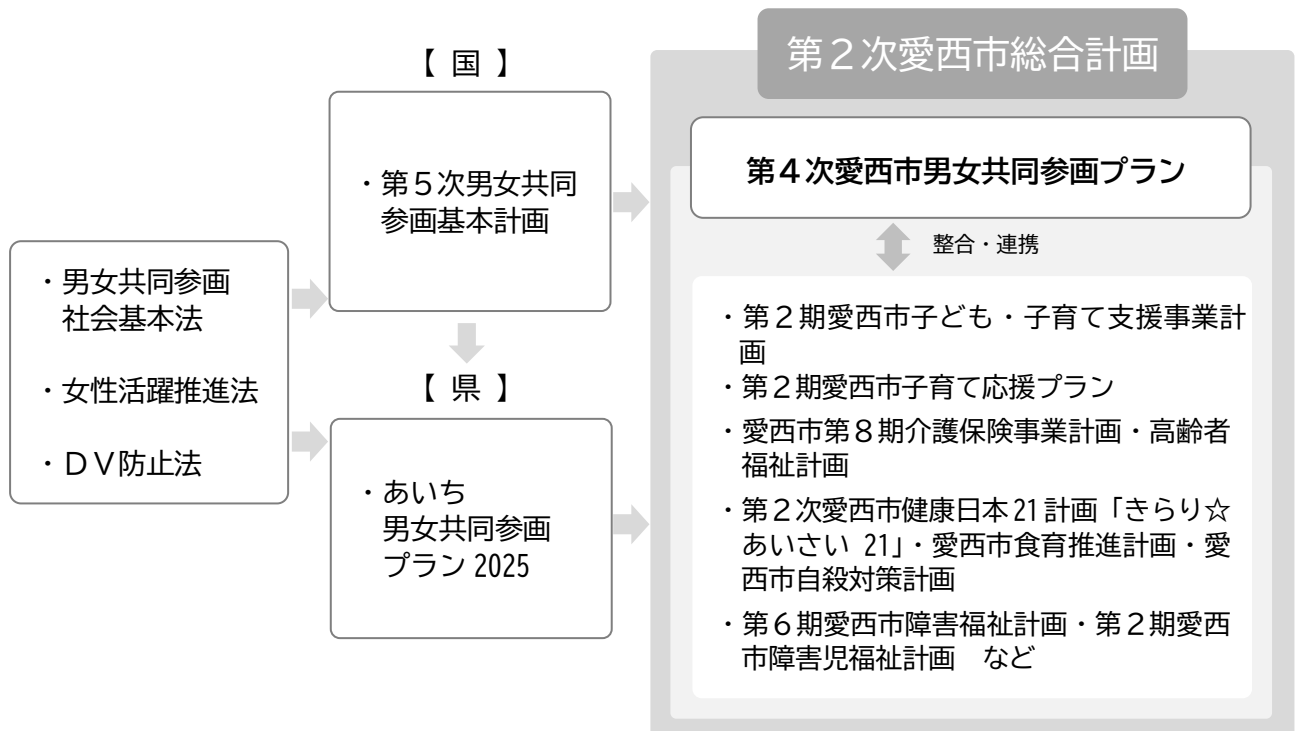 ・男女共同参画
社会基本法
・女性活躍推進法
・ＤＶ防止法
【 国 】
・第５次男女共同
参画基本計画
【 県 】
・あいち
男女共同参画
プラン 2025
第２次愛西市総合計画
第４次愛西市男女共同参画プラン
整合・連携
・第２期愛西市子ども・子育て支援事業計
画
・第２期愛西市子育て応援プラン
・愛西市第８期介護保険事業計画・高齢者
福祉計画
・第２次愛西市健康日本 21 計画「きらり☆
あいさい 21」・愛西市食育推進計画・愛
西市自殺対策計画
・第６期愛西市障害福祉計画・第２期愛西
市障害児福祉計画　など